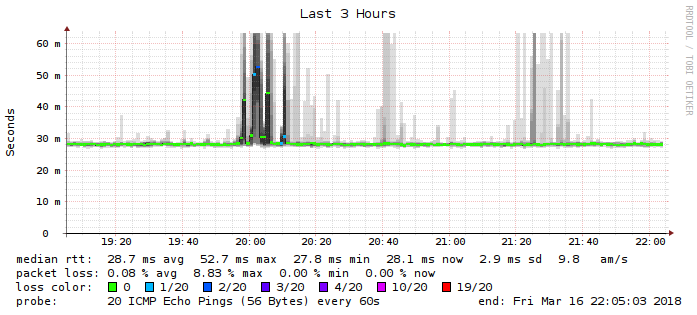 Last 3 Hours
RRDTOOL / TOBI OETIKER
Seconds
60 m
50 m
40 m
30 m
20 m
10 m
0
19:20 19:40 20:00 20:20 20:40 21:00 21:20 21:40 22:00
median rtt: 28.7 ms avg 52.7 ms max 27.8 ms min 28.1 ms now 2.9 ms sd 9.8 am/s
packet loss: 0.08 % avg 8.83 % max 0.00 % min 0.00 % now
loss color: 0 1/20 2/20 3/20 4/20 10/20 19/20
probe: 20 ICMP Echo Pings (56 Bytes) every 60s end: Fri Mar 16 22:05:03 2018